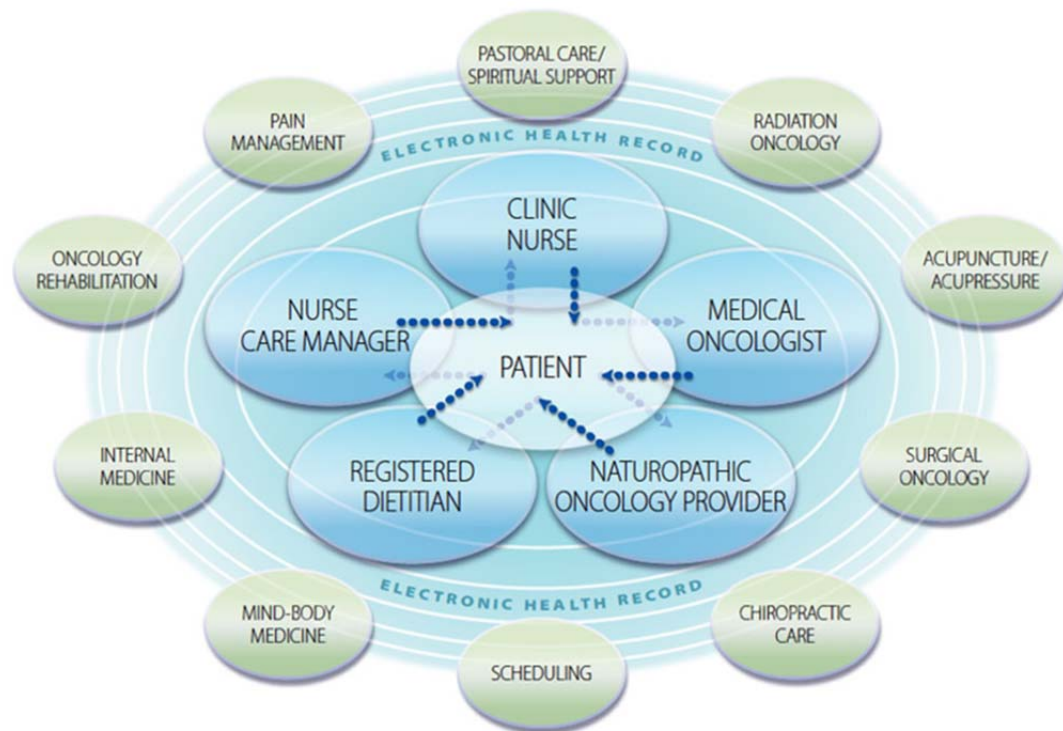 PASTORAL CARE/
SPIRITUAL SUPPORT
PAIN
MANAGEMENT
RADIATION
ONCOLOGY
ELECTRONIC HEALTH RECORD
CLINIC
NURSE
ONCOLOGY
REHABILITATION
ACUPUNCTURE/
ACUPRESSURE
NURSE
CARE MANAGER
MEDICAL
ONCOLOGIST
PATIENT
INTERNAL
MEDICINE
REGISTERED
DIETITIAN
NATUROPATHIC
ONCOLOGY PROVIDER
SURGICAL
ONCOLOGY
ELECTRONIC HEALTH RECORD
MIND-BODY
MEDICINE
CHIROPRACTIC
CARE
SCHEDULING